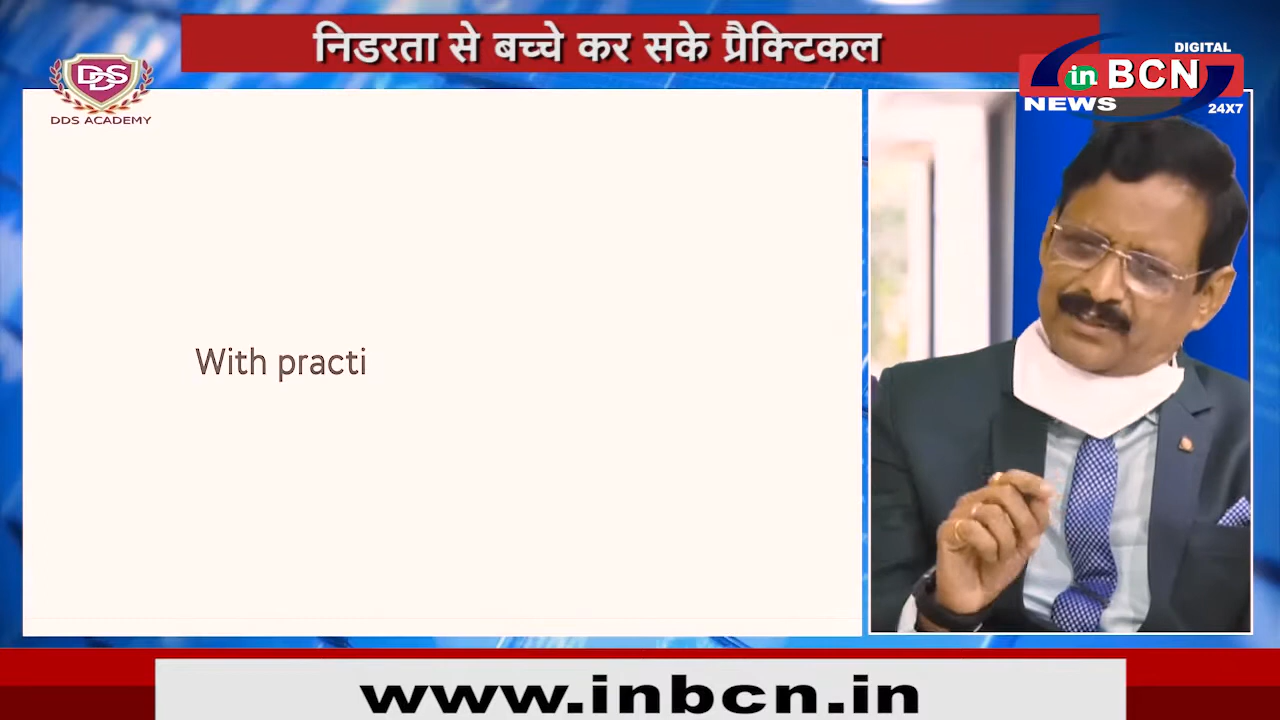 निडरता से बच्चे कर सके प्रैक्टिकल
DDS
DDS ACADEMY
DIGITAL
in BCN
NEWS
24X7
With practi
www.inbcn.in